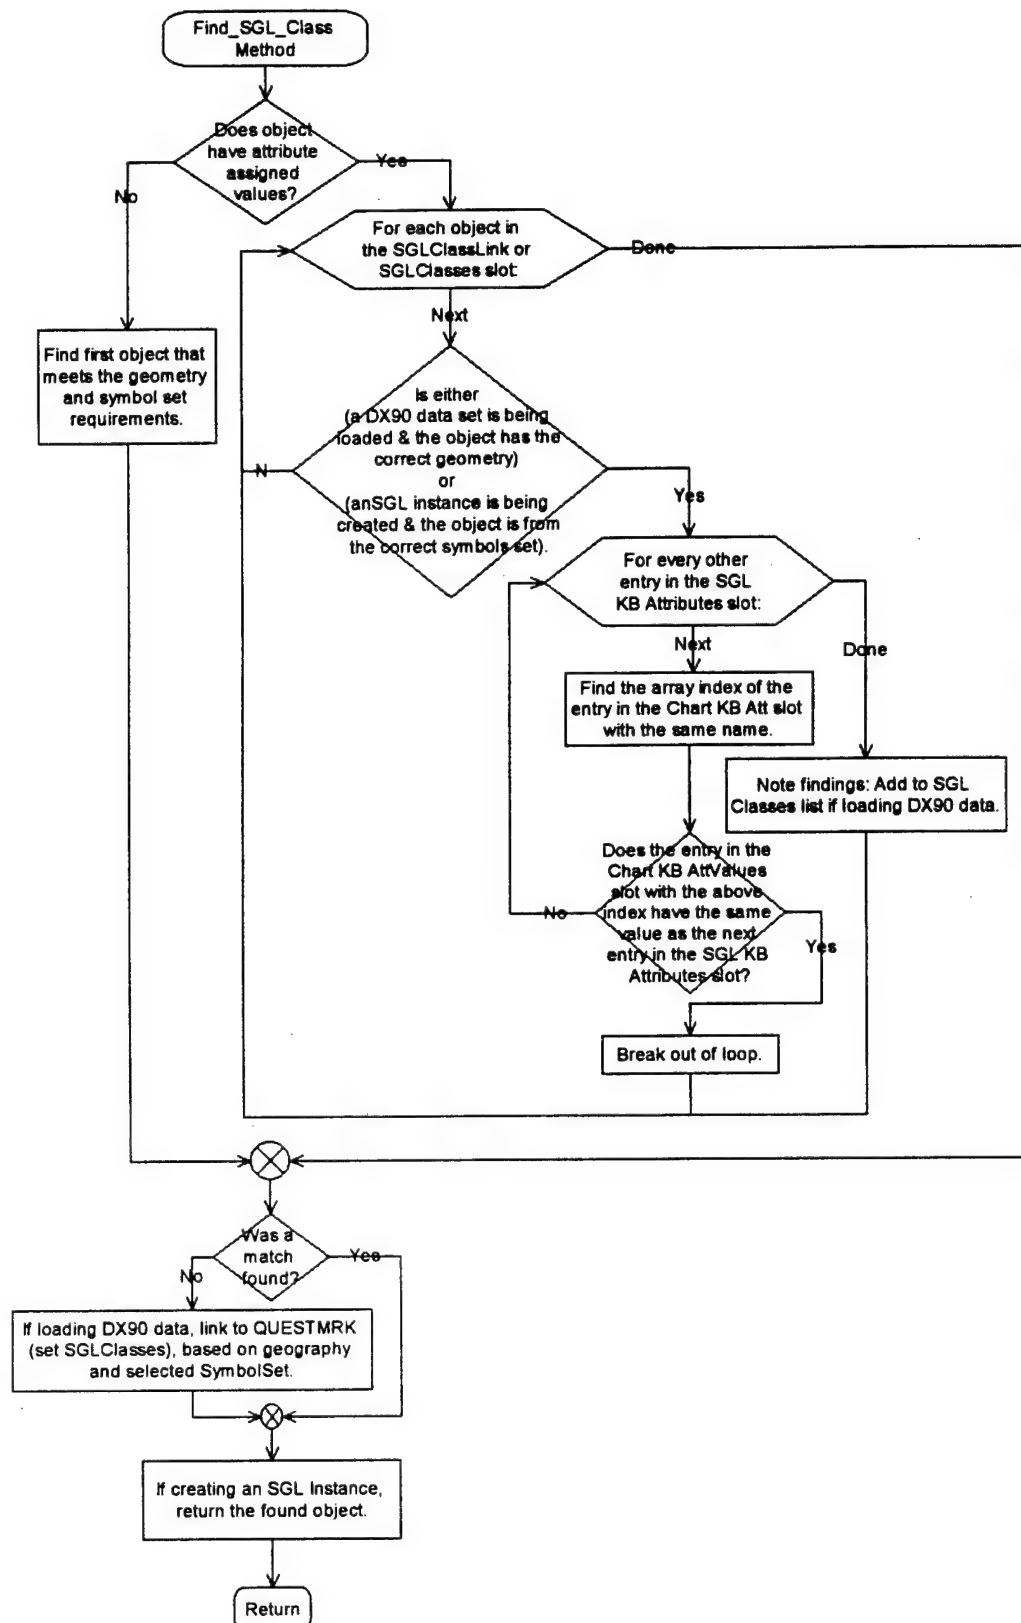 Find_SGL_Class
Method
Does object
have attribute
assigned
values?
Yes
No
For each object in
the SGLClassLink or
SGLClasses slot:
Done
Next
Find first object that
meets the geometry
and symbol set
requirements.
Is either
(a DX90 data set is being
loaded & the object has the
correct geometry)
or
(anSGL instance is being
created & the object is from
the correct symbols set).
N
Yes
For every other
entry in the SGL
KB Attributes slot:
Next
Done
Find the array index of the
entry in the Chart KB Att slot
with the same name.
Note findings: Add to SGL
Classes list if loading DX90 data.
Does the entry in the
Chart KB AttValues
slot with the above
index have the same
value as the next
entry in the SGL KB
Attributes slot?
No
Yes
Break out of loop.
Was a
match
found?
Yes
No
If loading DX90 data, link to QUESTMRK
(set SGLClasses), based on geography
and selected SymbolSet.
If creating an SGL Instance,
return the found object.
Return